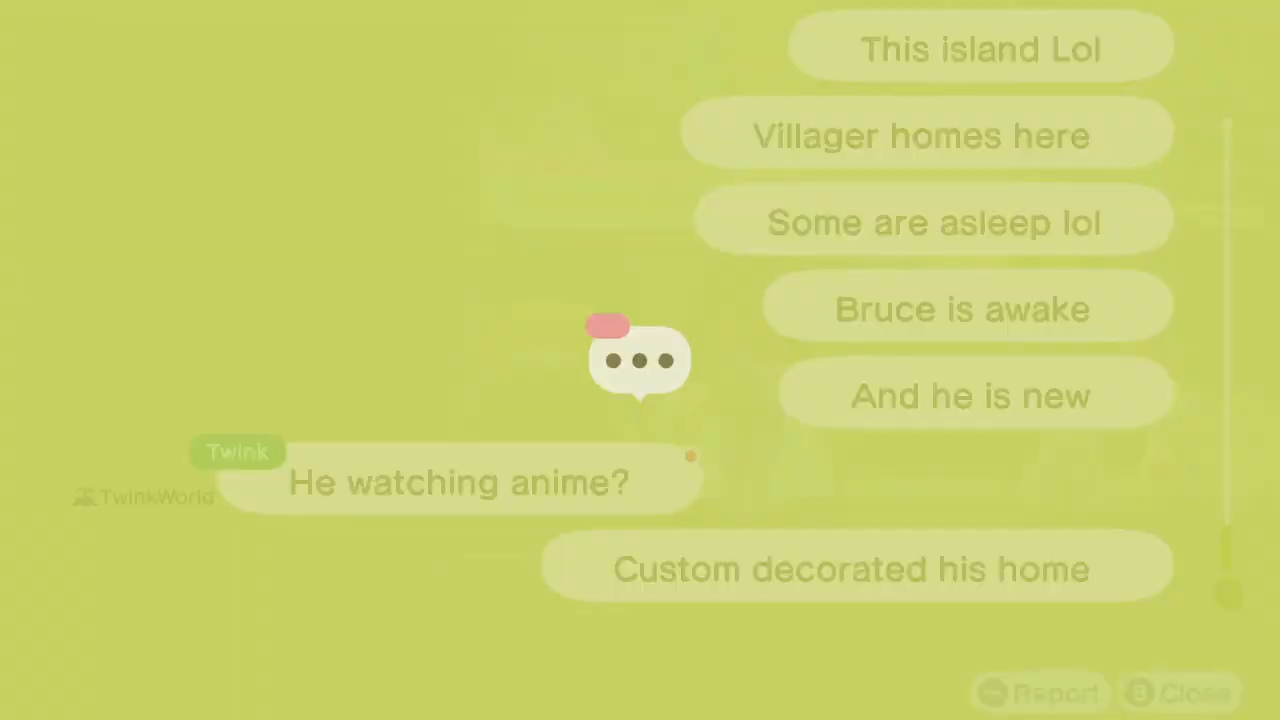 This island Lol
Villager homes here
Some are asleep lol
Bruce is awake
And he is new
Twink
He watching anime?
TwinkWorld
Custom decorated his home
Report
B Close